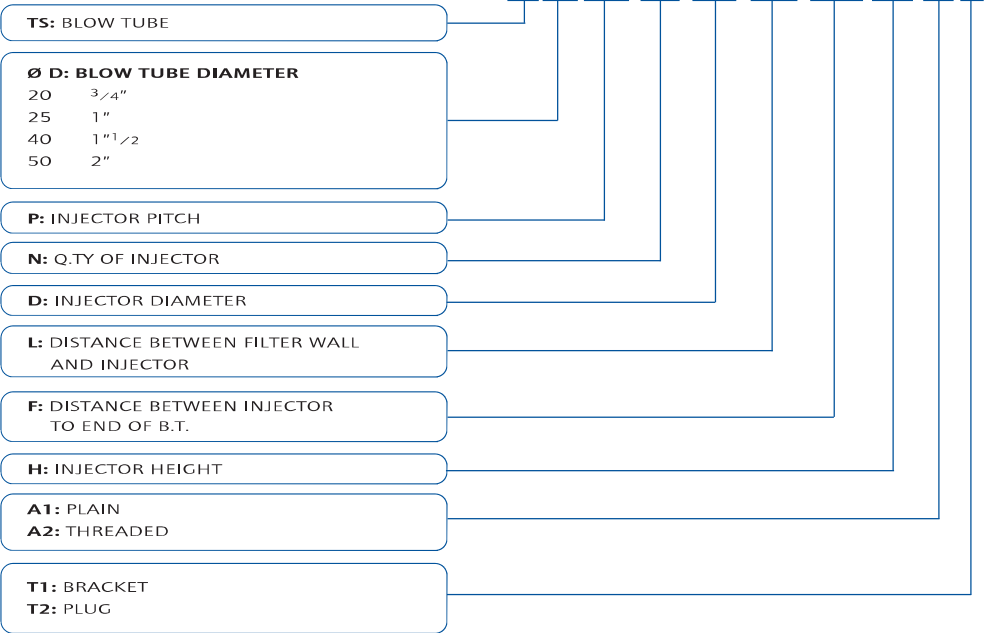 TS: BLOW TUBE
Ø D: BLOW TUBE DIAMETER
20 3/4"
25 1"
40 1"1/2
50 2"
P: INJECTOR PITCH
N: Q.TY OF INJECTOR
D: INJECTOR DIAMETER
L: DISTANCE BETWEEN FILTER WALL
AND INJECTOR
F: DISTANCE BETWEEN INJECTOR
TO END OF B.T.
H: INJECTOR HEIGHT
A1: PLAIN
A2: THREADED
T1: BRACKET
T2: PLUG